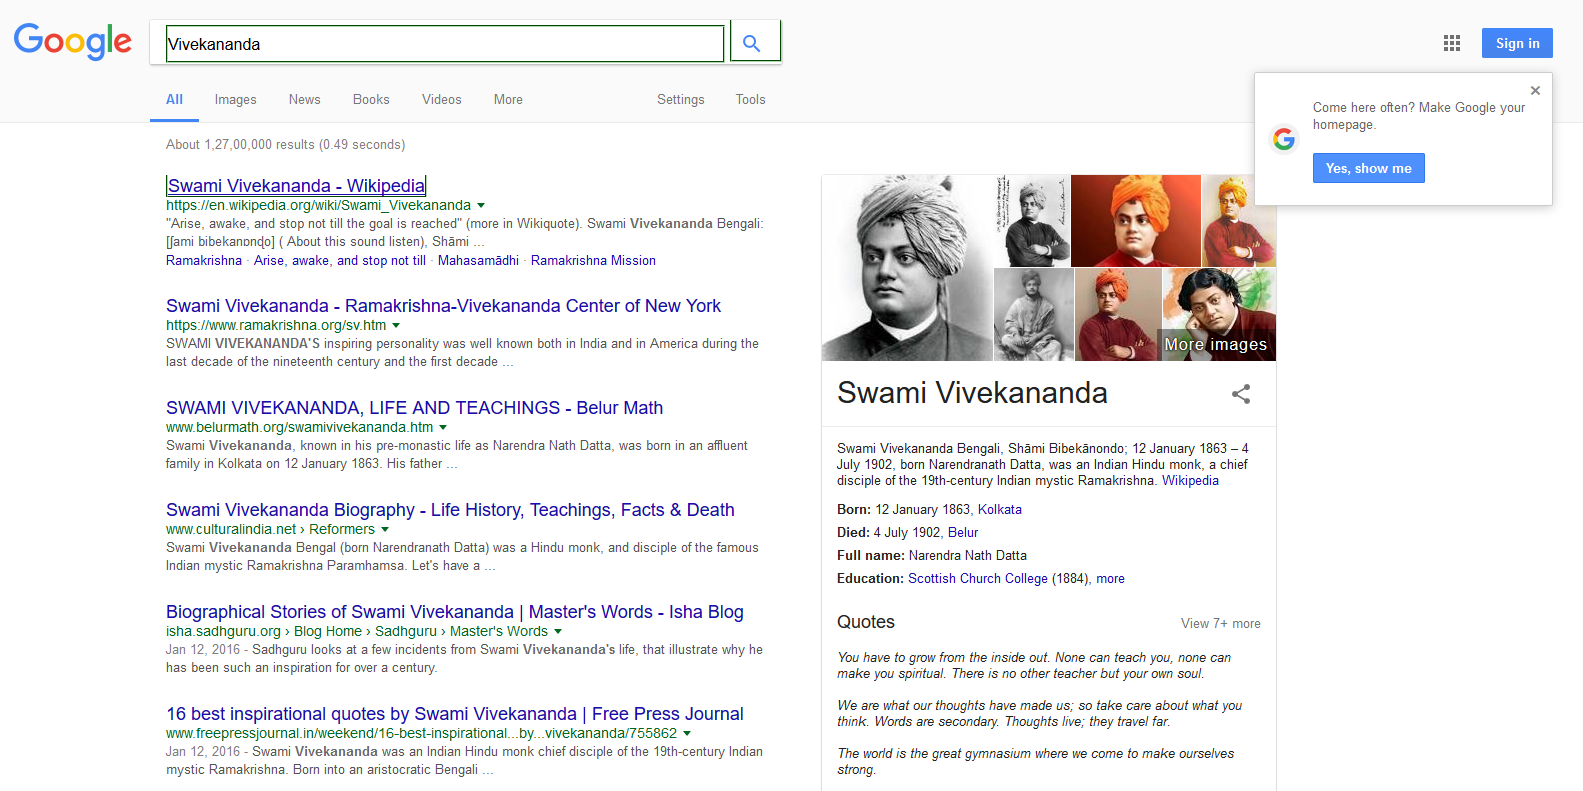 Google
Vivekananda
Sign in
All Images News Books Videos More Settings Tools
Come here often? Make Google your
homepage.
Yes, show me
About 1,27,00,000 results (0.49 seconds)
Swami Vivekananda - Wikipedia
https://en.wikipedia.org/wiki/Swami_Vivekananda
"Arise, awake, and stop not till the goal is reached" (more in Wikiquote). Swami Vivekananda Bengali:
[ʃami bibekanɒnɖo] ( About this sound listen), Shāmi ...
Ramakrishna · Arise, awake, and stop not till · Mahasamādhi · Ramakrishna Mission
Swami Vivekananda - Ramakrishna-Vivekananda Center of New York
https://www.ramakrishna.org/sv.htm
SWAMI VIVEKANANDA'S inspiring personality was well known both in India and in America during the
last decade of the nineteenth century and the first decade ...
SWAMI VIVEKANANDA, LIFE AND TEACHINGS - Belur Math
www.belurmath.org/swamivivekananda.htm
Swami Vivekananda, known in his pre-monastic life as Narendra Nath Datta, was born in an affluent
family in Kolkata on 12 January 1863. His father ...
Swami Vivekananda Biography - Life History, Teachings, Facts & Death
www.culturalindia.net › Reformers
Swami Vivekananda Bengal (born Narendranath Datta) was a Hindu monk, and disciple of the famous
Indian mystic Ramakrishna Paramhamsa. Let's have a ...
Biographical Stories of Swami Vivekananda | Master's Words - Isha Blog
isha.sadhguru.org › Blog Home › Sadhguru › Master's Words
Jan 12, 2016 - Sadhguru looks at a few incidents from Swami Vivekananda's life, that illustrate why he
has been such an inspiration for over a century.
16 best inspirational quotes by Swami Vivekananda | Free Press Journal
www.freepressjournal.in/weekend/16-best-inspirational...by...vivekananda/755862
Jan 12, 2016 - Swami Vivekananda was an Indian Hindu monk chief disciple of the 19th-century Indian
mystic Ramakrishna. Born into an aristocratic Bengali ...
More images
Swami Vivekananda
Swami Vivekananda Bengali, Shāmi Bibekānondo; 12 January 1863 – 4
July 1902, born Narendranath Datta, was an Indian Hindu monk, a chief
disciple of the 19th-century Indian mystic Ramakrishna. Wikipedia
Born: 12 January 1863, Kolkata
Died: 4 July 1902, Belur
Full name: Narendra Nath Datta
Education: Scottish Church College (1884), more
Quotes
View 7+ more
You have to grow from the inside out. None can teach you, none can
make you spiritual. There is no other teacher but your own soul.
We are what our thoughts have made us; so take care about what you
think. Words are secondary. Thoughts live; they travel far.
The world is the great gymnasium where we come to make ourselves
strong.